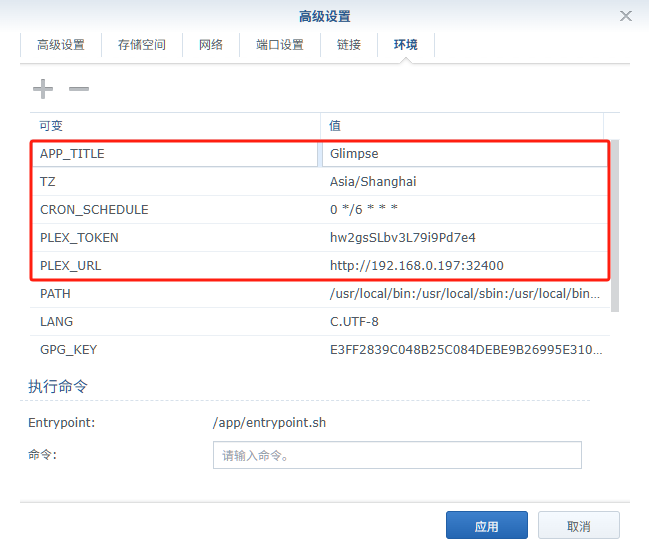 高级设置
高级设置 存储空间 网络 端口设置 链接 环境
可变 值
APP_TITLE Glimpse
TZ Asia/Shanghai
CRON_SCHEDULE 0 */6 * * *
PLEX_TOKEN hw2gsSLbv3L79i9Pd7e4
PLEX_URL http://192.168.0.197:32400
PATH /usr/local/bin:/usr/local/sbin:/usr/local/bin...
LANG C.UTF-8
GPG_KEY E3FF2839C048B25C084DEBE9B26995E310...
执行命令
Entrypoint: /app/entrypoint.sh
命令: 请输入命令。
应用 取消